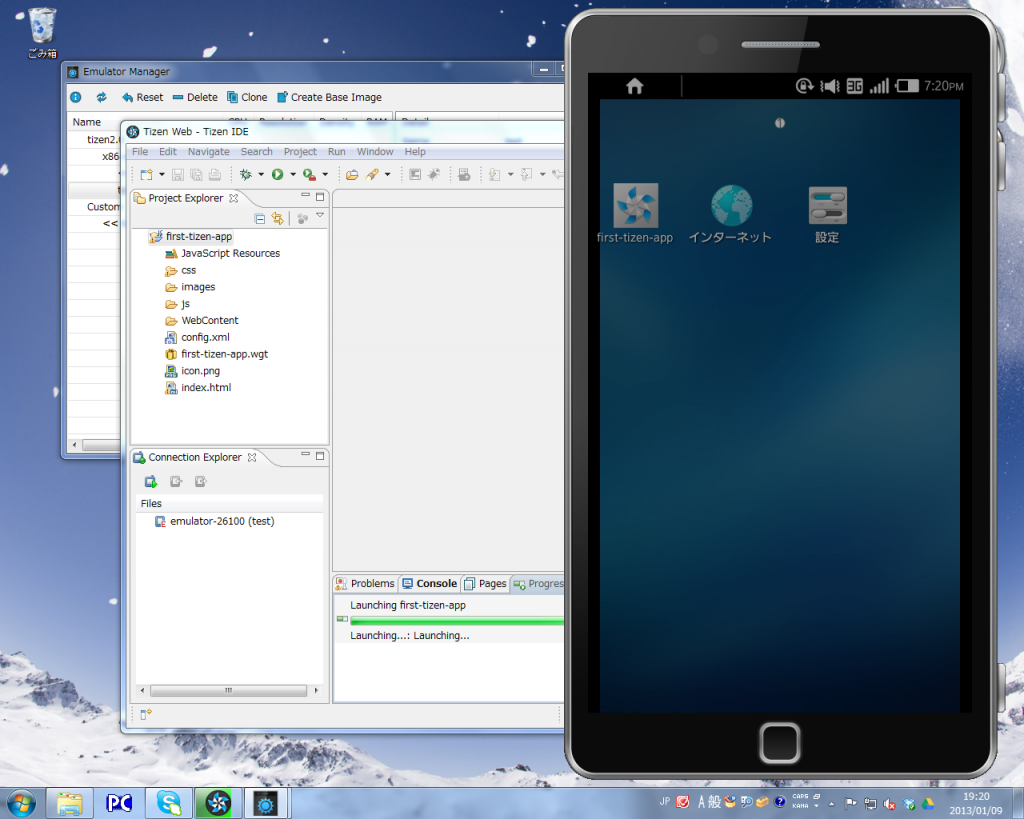 ごみ箱
Emulator Manager
Reset
Delete
Clone
Create Base Image
Name
x86
Custom
<<
Tizen Web - Tizen IDE
File Edit Navigate Search Project Run Window Help
Project Explorer
first-tizen-app
JavaScript Resources
css
images
js
WebContent
config.xml
first-tizen-app.wgt
icon.png
index.html
Connection Explorer
Files
emulator-26100 (test)
Problems
Console
Pages
Progress
Launching first-tizen-app
Launching...: Launching...
3G
7:20PM
first-tizen-app
インターネット
設定
PC
JP
A 般
CAPS
KANA
19:20
2013/01/09